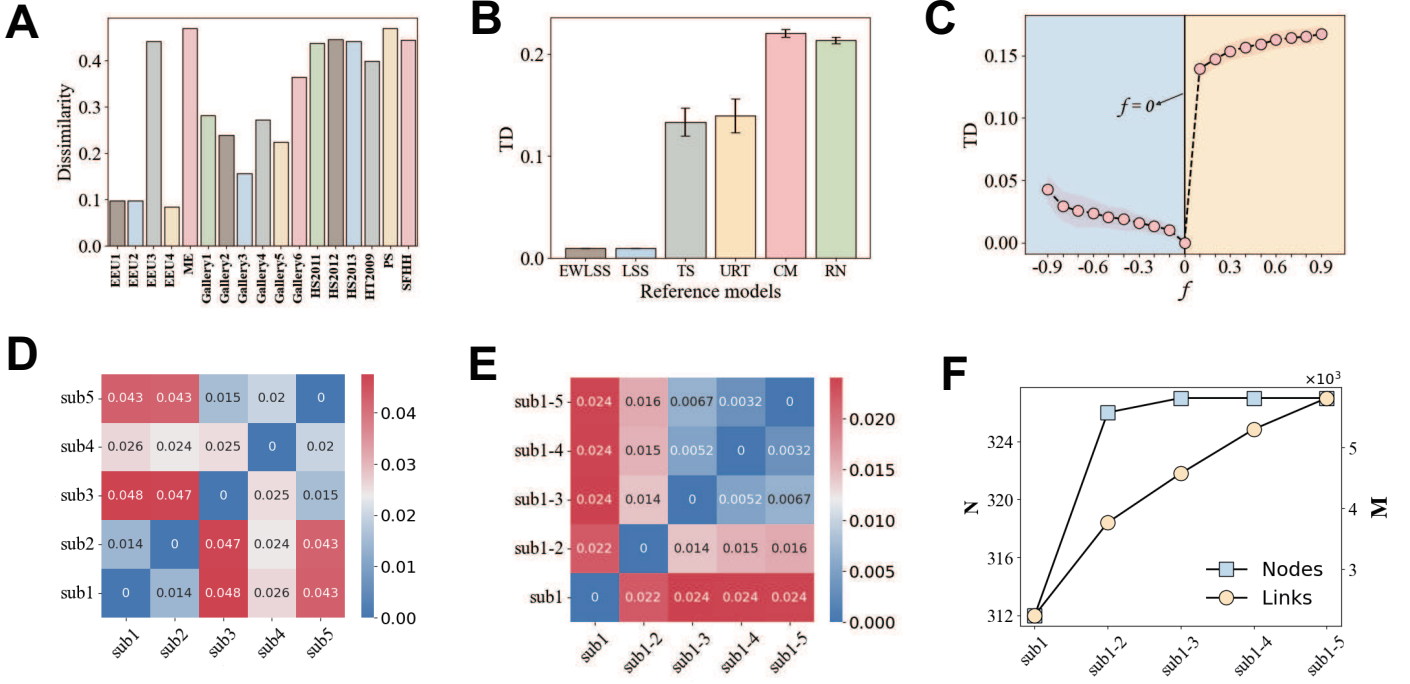 A
Dissimilarity
0.4
0.3
0.2
0.1
0.0
EEU1
EEU2
EEU3
EEU4
ME
Gallery1
Gallery2
Gallery3
Gallery4
Gallery5
Gallery6
HS2011
HS2012
HS2013
HT2009
PS
SFHH
B
TD
0.2
0.1
0.0
EWLSS LSS TS URT CM RN
Reference models
C
TD
0.15
0.10
0.05
0.00
f=0
-0.9 -0.6 -0.3 0 0.3 0.6 0.9
f
D
sub5 0.043 0.043 0.015 0.02 0
sub4 0.026 0.024 0.025 0 0.02
sub3 0.048 0.047 0 0.025 0.015
sub2 0.014 0 0.047 0.024 0.043
sub1 0 0.014 0.048 0.026 0.043
sub1 sub2 sub3 sub4 sub5
0.04
0.03
0.02
0.01
0.00
E
sub1-5 0.024 0.016 0.0067 0.0032 0
sub1-4 0.024 0.015 0.0052 0 0.0032
sub1-3 0.024 0.014 0 0.0052 0.0067
sub1-2 0.022 0 0.014 0.015 0.016
sub1 0 0.022 0.024 0.024 0.024
sub1 sub1-2 sub1-3 sub1-4 sub1-5
0.020
0.015
0.010
0.005
0.000
F
×10³
N
324
320
316
312
5
4
3
M
Nodes
Links
sub1 sub1-2 sub1-3 sub1-4 sub1-5